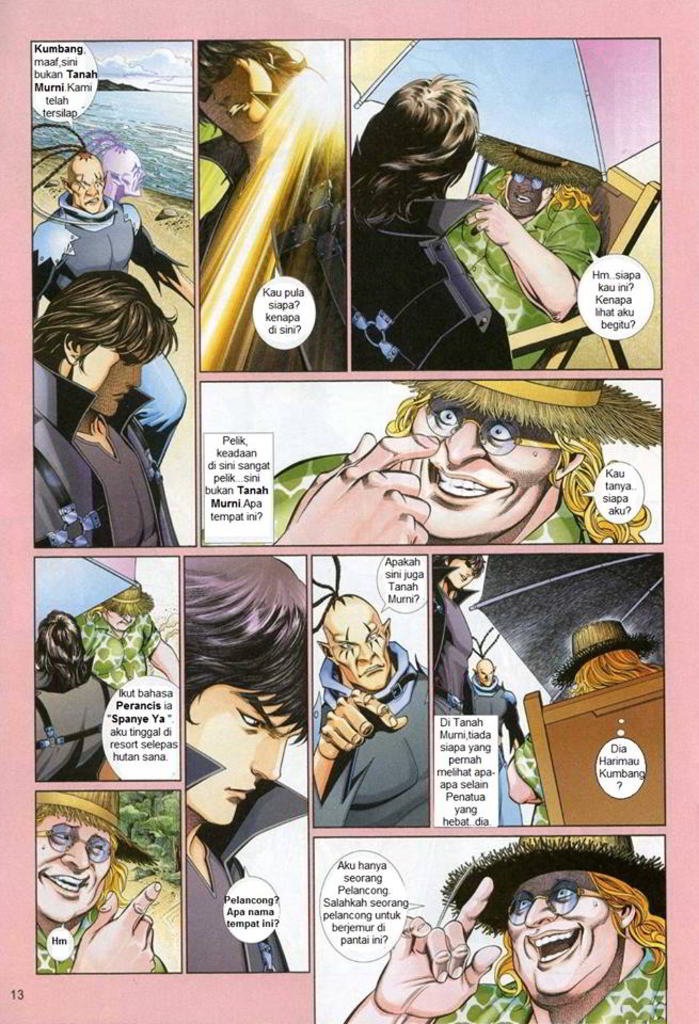 Kumbang,
maaf,sini
bukan Tanah
Murni.Kami
telah
tersilap
Kau pula
siapa?
kenapa
di sini?
Hm..siapa
kau ini?
Kenapa
lihat aku
begitu?
Pelik,
keadaan
di sini sangat
pelik...sini
bukan Tanah
Murni.Apa
tempat ini?
Kau
tanya..
siapa
aku?
Ikut bahasa
Perancis ia
"Spanye Ya ".
aku tinggal di
resort selepas
hutan sana.
Apakah
sini juga
Tanah
Murni?
Di Tanah
Murni,tiada
siapa yang
pernah
melihat apa-
apa selain
Penatua
yang
hebat..dia.
Dia
Harimau
Kumbang
?
Hm
Pelancong?
Apa nama
tempat ini?
Aku hanya
seorang
Pelancong.
Salahkah seorang
pelancong untuk
berjemur di
pantai ini?
13